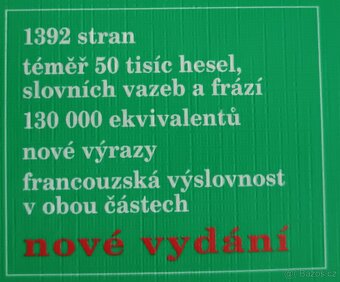 1392 stran
téměř 50 tisíc hesel,
slovních vazeb a frází
130 000 ekvivalentů
nové výrazy
francouzská výslovnost
v obou částech
nové vydání